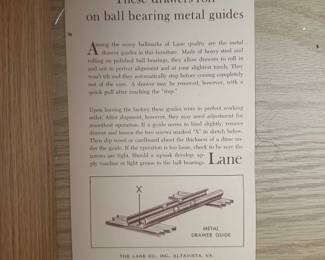 These drawers roll
on ball bearing metal guides
Among the many hallmarks of Lane quality are the metal
drawer guides in this furniture. Made of heavy steel and
rolling on polished ball bearings, they allow drawers to roll in
and out in perfect alignment and at your slightest touch. They
won't tilt and they automatically stop before coming completely
out of the case. A drawer may be removed, however, with a
quick pull after reaching the "stop."
Upon leaving the factory these guides were in perfect working
order. After shipment, however, they may need adjustment for
smoothest operation. If a guide seems to bind slightly, remove
drawer and loosen the two screws marked "X" in sketch below.
Then slip wood or cardboard about the thickness of a dime un-
der the guide. If the operation is too loose, check to be sure the
screws are tight. Should a squeak develop, ap-
ply vaseline or light grease to the ball bearings.
Lane
X
METAL
DRAWER GUIDE
THE LANE CO., INC., ALTAVISTA, VA.